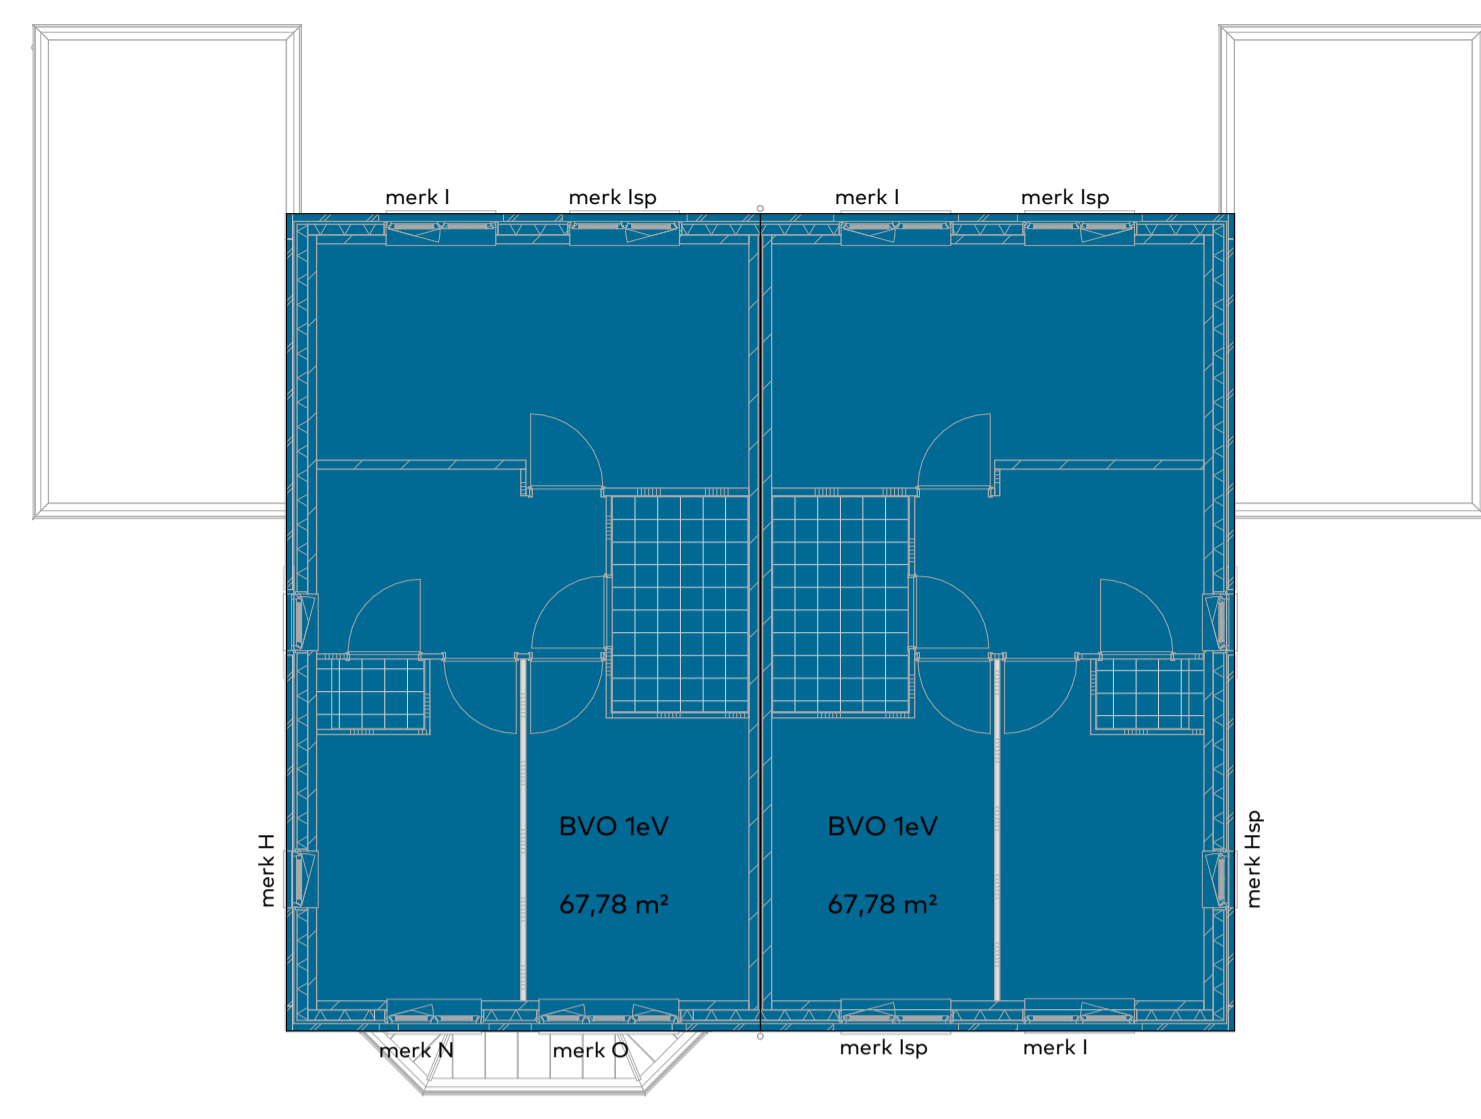 merk I
merk Isp
merk I
merk Isp
BVO 1eV
67,78 m²
BVO 1eV
67,78 m²
merk H
merk Hsp
merk N
merk O
merk Isp
merk I